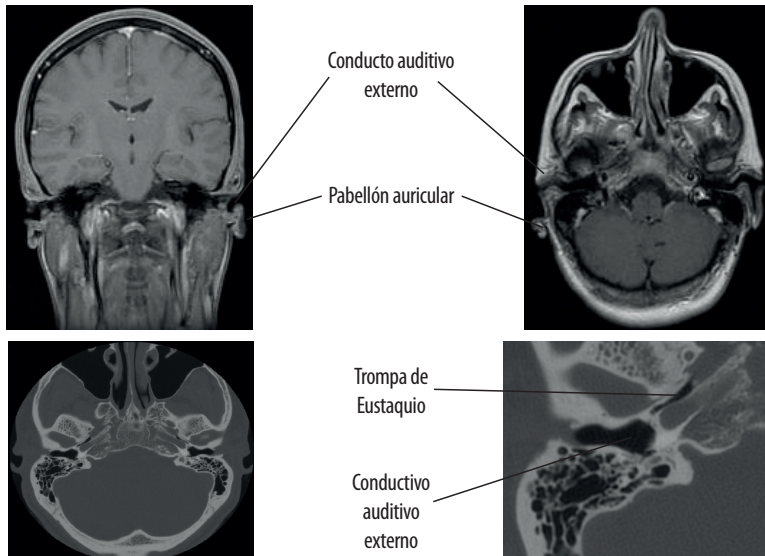 Conducto auditivo
externo
Pabellón auricular
Trompa de
Eustaquio
Conductivo
auditivo
externo